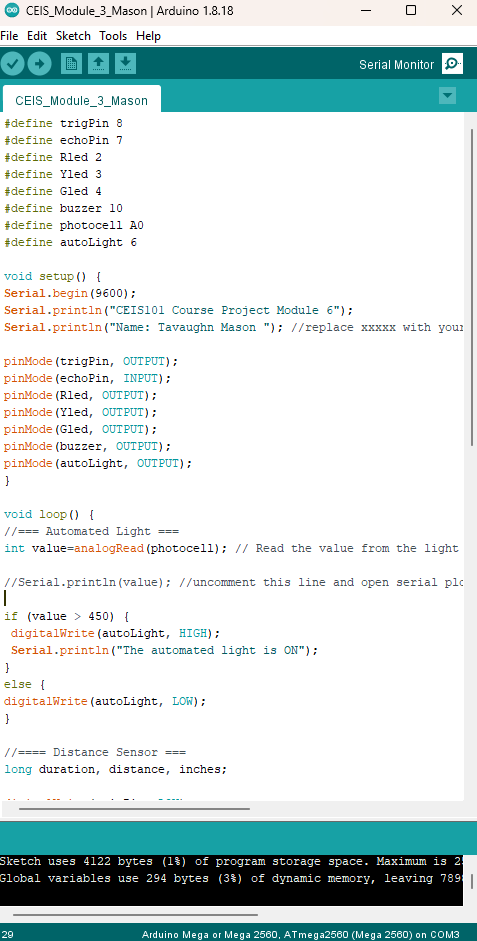 CEIS_Module_3_Mason | Arduino 1.8.18
File Edit Sketch Tools Help
Serial Monitor
CEIS_Module_3_Mason
#define trigPin 8
#define echoPin 7
#define Rled 2
#define Yled 3
#define Gled 4
#define buzzer 10
#define photocell A0
#define autoLight 6
void setup() {
Serial.begin(9600);
Serial.println("CEIS101 Course Project Module 6");
Serial.println("Name: Tavaughn Mason "); //replace xxxxx with your
pinMode(trigPin, OUTPUT);
pinMode(echoPin, INPUT);
pinMode(Rled, OUTPUT);
pinMode(Yled, OUTPUT);
pinMode(Gled, OUTPUT);
pinMode(buzzer, OUTPUT);
pinMode(autoLight, OUTPUT);
}
void loop() {
//=== Automated Light ===
int value=analogRead(photocell); // Read the value from the light
//Serial.println(value); //uncomment this line and open serial plo
if (value > 450) {
digitalWrite(autoLight, HIGH);
Serial.println("The automated light is ON");
}
else {
digitalWrite(autoLight, LOW);
}
//==== Distance Sensor ===
long duration, distance, inches;
Sketch uses 4122 bytes (1%) of program storage space. Maximum is 25
Global variables use 294 bytes (3%) of dynamic memory, leaving 789
29
Arduino Mega or Mega 2560, ATmega2560 (Mega 2560) on COM3